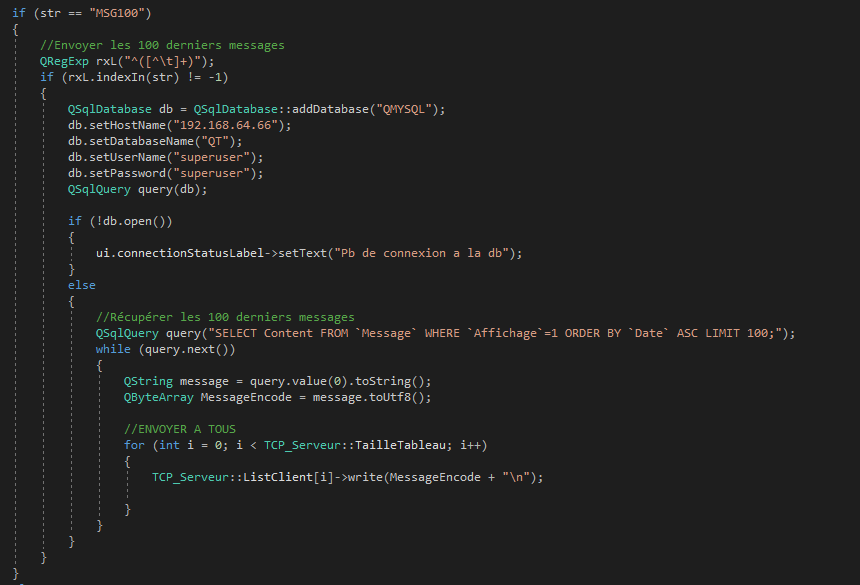 if (str == "MSG100")
{
//Envoyer les 100 derniers messages
QRegExp rxL("^([^\t]+)");
if (rxL.indexIn(str) != -1)
{
QSqlDatabase db = QSqlDatabase::addDatabase("QMYSQL");
db.setHostName("192.168.64.66");
db.setDatabaseName("QT");
db.setUserName("superuser");
db.setPassword("superuser");
QSqlQuery query(db);
if (!db.open())
{
ui.connectionStatusLabel->setText("Pb de connexion a la db");
}
else
{
//Récupérer les 100 derniers messages
QSqlQuery query("SELECT Content FROM `Message` WHERE `Affichage`=1 ORDER BY `Date` ASC LIMIT 100;");
while (query.next())
{
QString message = query.value(0).toString();
QByteArray MessageEncode = message.toUtf8();
//ENVOYER A TOUS
for (int i = 0; i < TCP_Serveur::TailleTableau; i++)
{
TCP_Serveur::ListClient[i]->write(MessageEncode + "\n");
}
}
}
}
}